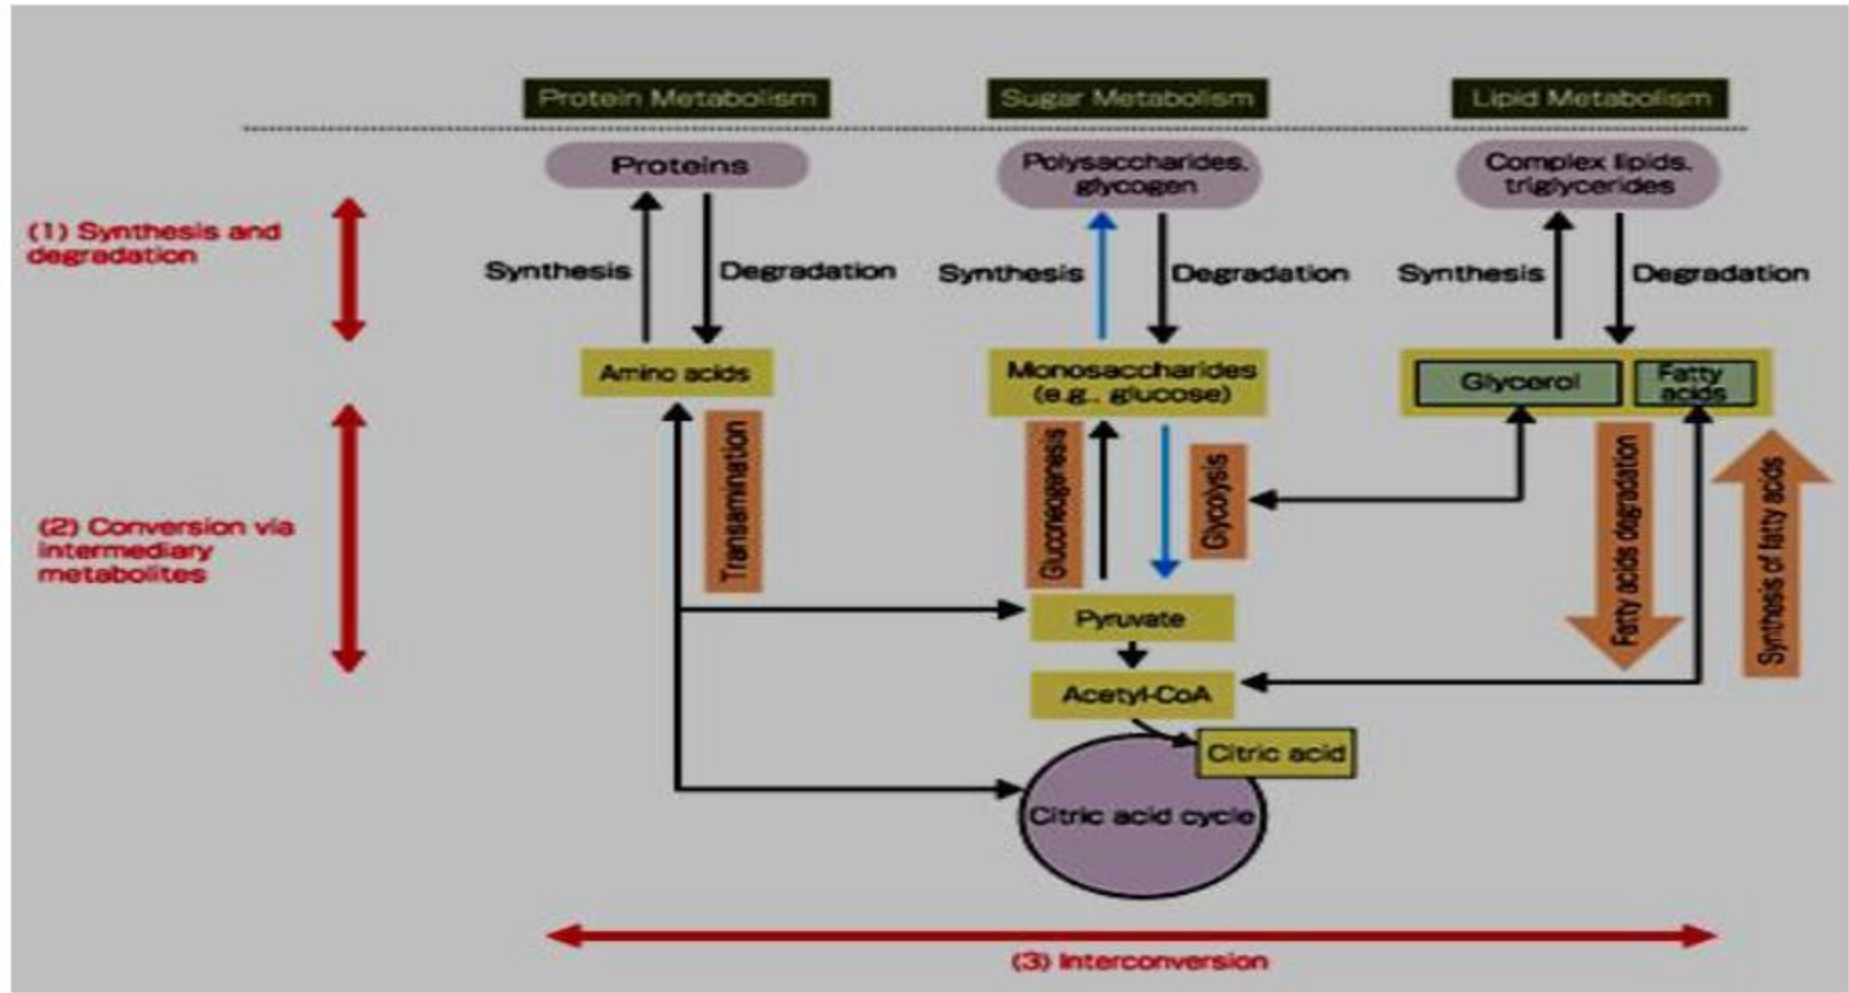 Protein Metabolism
Sugar Metabolism
Lipid Metabolism
Proteins
Polysaccharides,
glycogen
Complex lipids,
triglycerides
(1) Synthesis and
degradation
Synthesis
Degradation
Synthesis
Degradation
Synthesis
Degradation
Amino acids
Monosaccharides
(e.g., glucose)
Glycerol
Fatty
acids
(2) Conversion via
intermediary
metabolites
Transamination
Gluconeogenesis
Glycolysis
Fatty acids degradation
Synthesis of fatty acids
Pyruvate
Acetyl-CoA
Citric acid
Citric acid cycle
(3) Interconversion